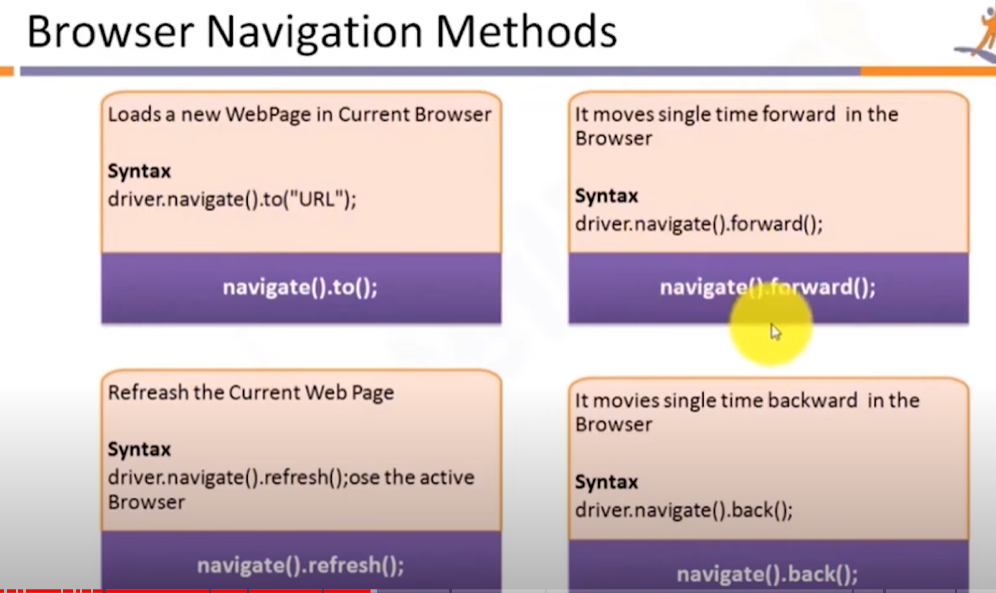 Browser Navigation Methods
Loads a new WebPage in Current Browser
Syntax
driver.navigate().to("URL");
navigate().to();
It moves single time forward in the
Browser
Syntax
driver.navigate().forward();
navigate().forward();
Refreash the Current Web Page
Syntax
driver.navigate().refresh();ose the active
Browser
navigate().refresh();
It movies single time backward in the
Browser
Syntax
driver.navigate().back();
navigate().back();